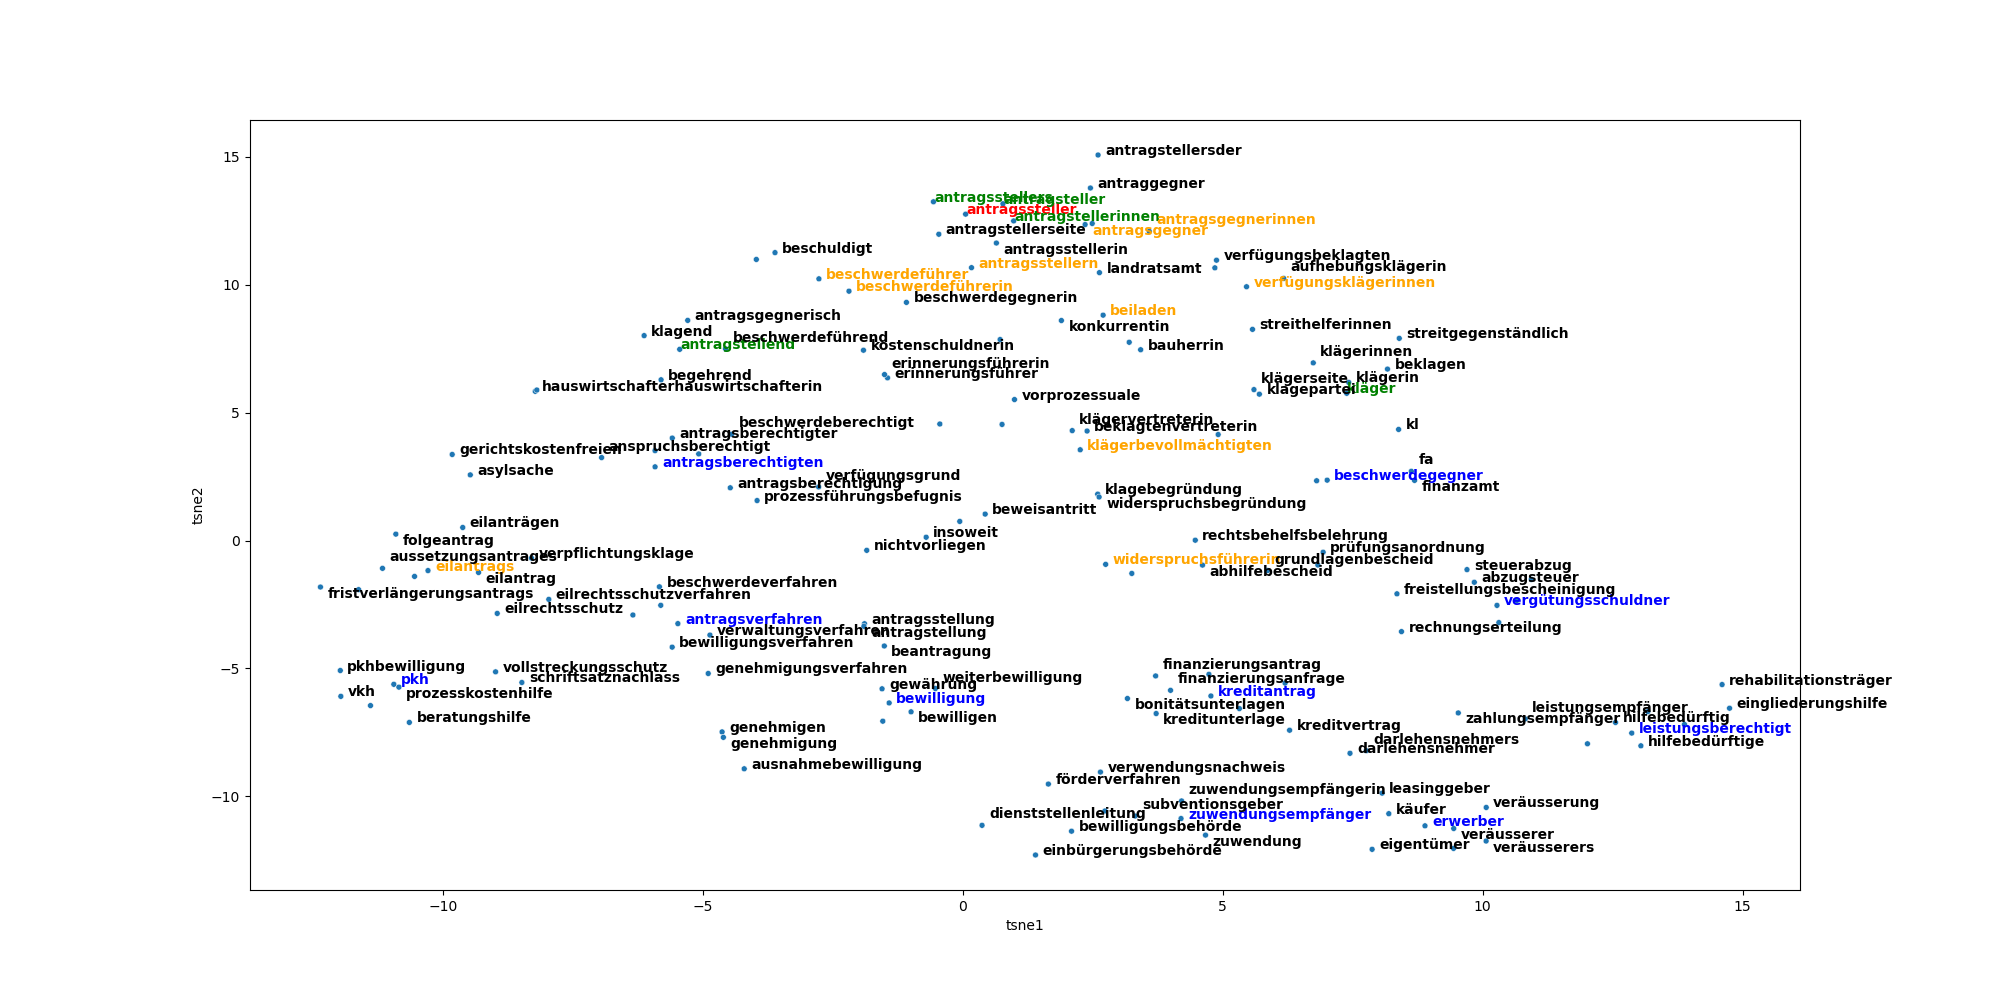 15
10
5
0
−5
−10
tsne2
antragstellersder
antraggegner
antragsstellers
antragsteller
antragssteller
antragstellerinnen
antragsgegnerinnen
antragstellerseite
antragsgegner
beschuldigt
antragsstellerin
verfügungsbeklagten
antragsstellern
landratsamt
aufhebungsklägerin
beschwerdeführer
beschwerdeführerin
verfügungsklägerinnen
beschwerdegegnerin
beiladen
antragsgegnerisch
konkurrentin
streithelferinnen
klagend
beschwerdeführend
streitgegenständlich
antragstellend
kostenschuldnerin
bauherrin
klägerinnen
erinnerungsführerin
beklagen
begehrend
erinnerungsführer
klägerseite
klägerin
hauswirtschafterhauswirtschafterin
klagepartei
kläger
vorprozessuale
beschwerdeberechtigt
klägervertreterin
kl
antragsberechtigter
beklagtenvertreterin
gerichtskostenfreien
anspruchsberechtigt
klägerbevollmächtigten
antragsberechtigten
fa
asylsache
verfügungsgrund
beschwerdegegner
antragsberechtigung
finanzamt
prozessführungsbefugnis
klagebegründung
widerspruchsbegründung
beweisantritt
eilanträgen
insoweit
rechtsbehelfsbelehrung
folgeantrag
nichtvorliegen
prüfungsanordnung
aussetzungsantrages
verpflichtungsklage
widerspruchsführerin
grundlagenbescheid
eilantrags
abhilfebescheid
steuerabzug
eilantrag
beschwerdeverfahren
abzugsteuer
fristverlängerungsantrags
eilrechtsschutzverfahren
freistellungsbescheinigung
eilrechtsschutz
vergütungsschuldner
antragsverfahren
antragsstellung
verwaltungsverfahren
antragstellung
rechnungserteilung
bewilligungsverfahren
beantragung
pkhbewilligung
vollstreckungsschutz
genehmigungsverfahren
finanzierungsantrag
pkh
schriftsatznachlass
weiterbewilligung
finanzierungsanfrage
rehabilitationsträger
vkh
prozesskostenhilfe
gewährung
kreditantrag
bewilligung
bonitätsunterlagen
leistungsempfänger
eingliederungshilfe
beratungshilfe
bewilligen
kreditunterlage
zahlungsempfänger
hilfebedürftig
genehmigen
kreditvertrag
leistungsberechtigt
genehmigung
darlehensnehmers
hilfebedürftige
darlehensnehmer
ausnahmebewilligung
verwendungsnachweis
förderverfahren
zuwendungsempfängerin
leasinggeber
dienststellenleitung
subventionsgeber
käufer
veräusserung
zuwendungsempfänger
erwerber
bewilligungsbehörde
veräusserer
einbürgerungsbehörde
zuwendung
eigentümer
veräusserers
−10
−5
0
5
10
15
tsne1